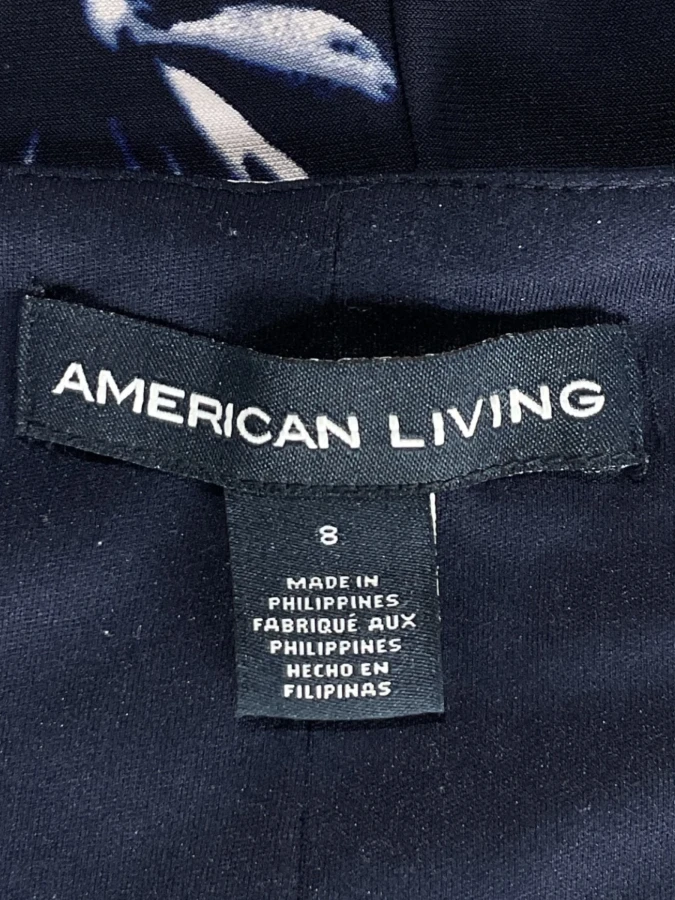 AMERICAN LIVING
8
MADE IN
PHILIPPINES
FABRIQUÉ AUX
PHILIPPINES
HECHO EN
FILIPINAS